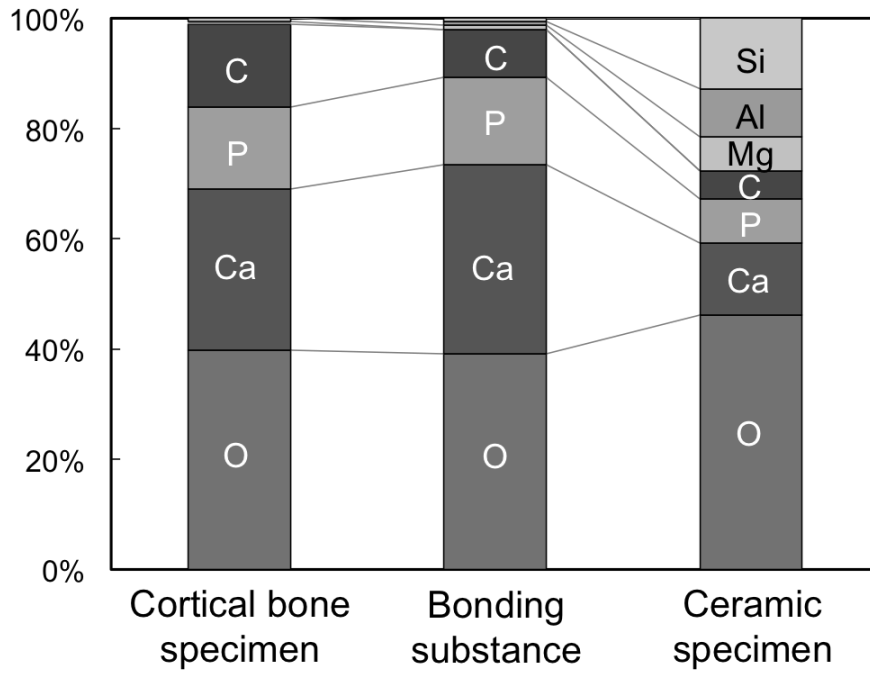 100%
80%
60%
40%
20%
0%
C
P
Ca
O
C
P
Ca
O
Si
Al
Mg
C
P
Ca
O
Cortical bone
specimen
Bonding
substance
Ceramic
specimen